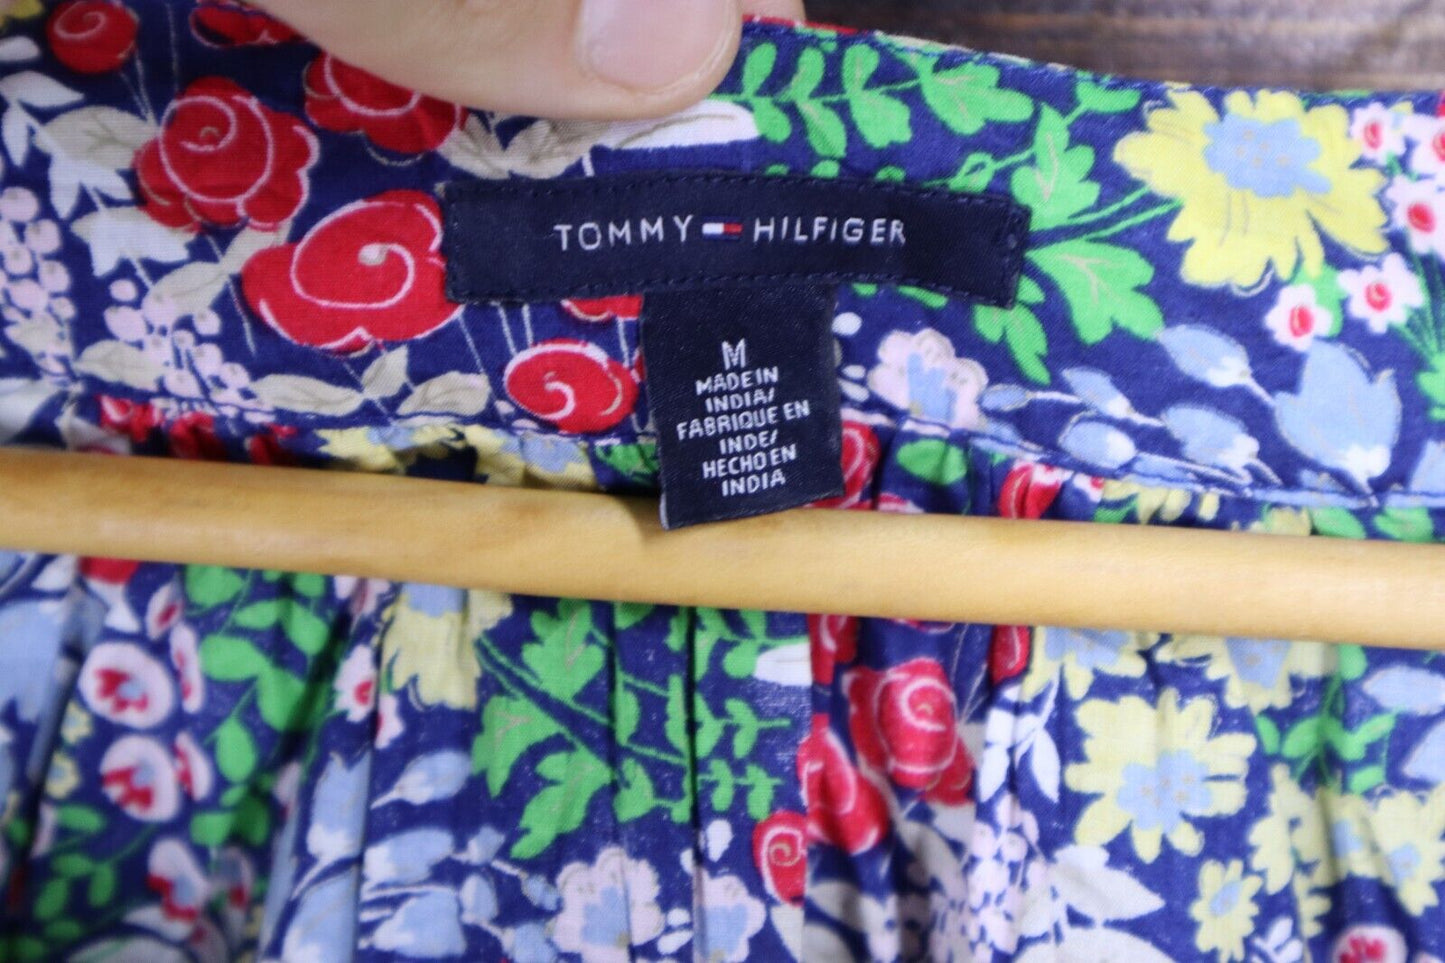 TOMMY HILFIGER
M
MADE IN
INDIA/
FABRIQUE EN
INDE/
HECHO EN
INDIA